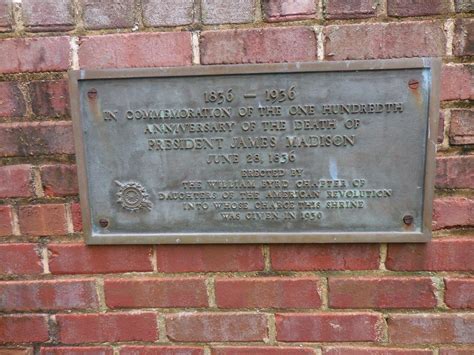 1836 - 1936
IN COMMEMORATION OF THE ONE HUNDREDTH
ANNIVERSARY OF THE DEATH OF
PRESIDENT JAMES MADISON
JUNE 28, 1836
ERECTED BY
THE WILLIAM BYRD CHAPTER OF
DAUGHTERS OF THE AMERICAN REVOLUTION
INTO WHOSE CHARGE THIS SHRINE
WAS GIVEN IN 1930